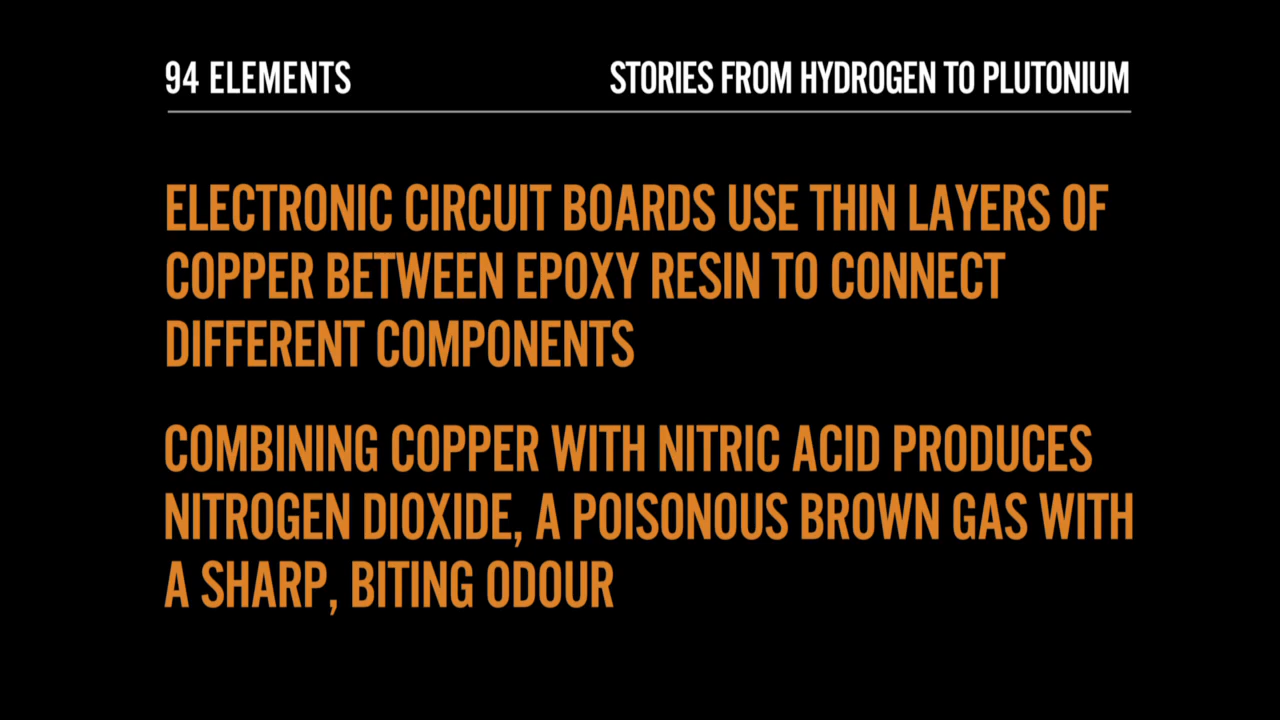 94 ELEMENTS
STORIES FROM HYDROGEN TO PLUTONIUM
ELECTRONIC CIRCUIT BOARDS USE THIN LAYERS OF
COPPER BETWEEN EPOXY RESIN TO CONNECT
DIFFERENT COMPONENTS
COMBINING COPPER WITH NITRIC ACID PRODUCES
NITROGEN DIOXIDE, A POISONOUS BROWN GAS WITH
A SHARP, BITING ODOUR